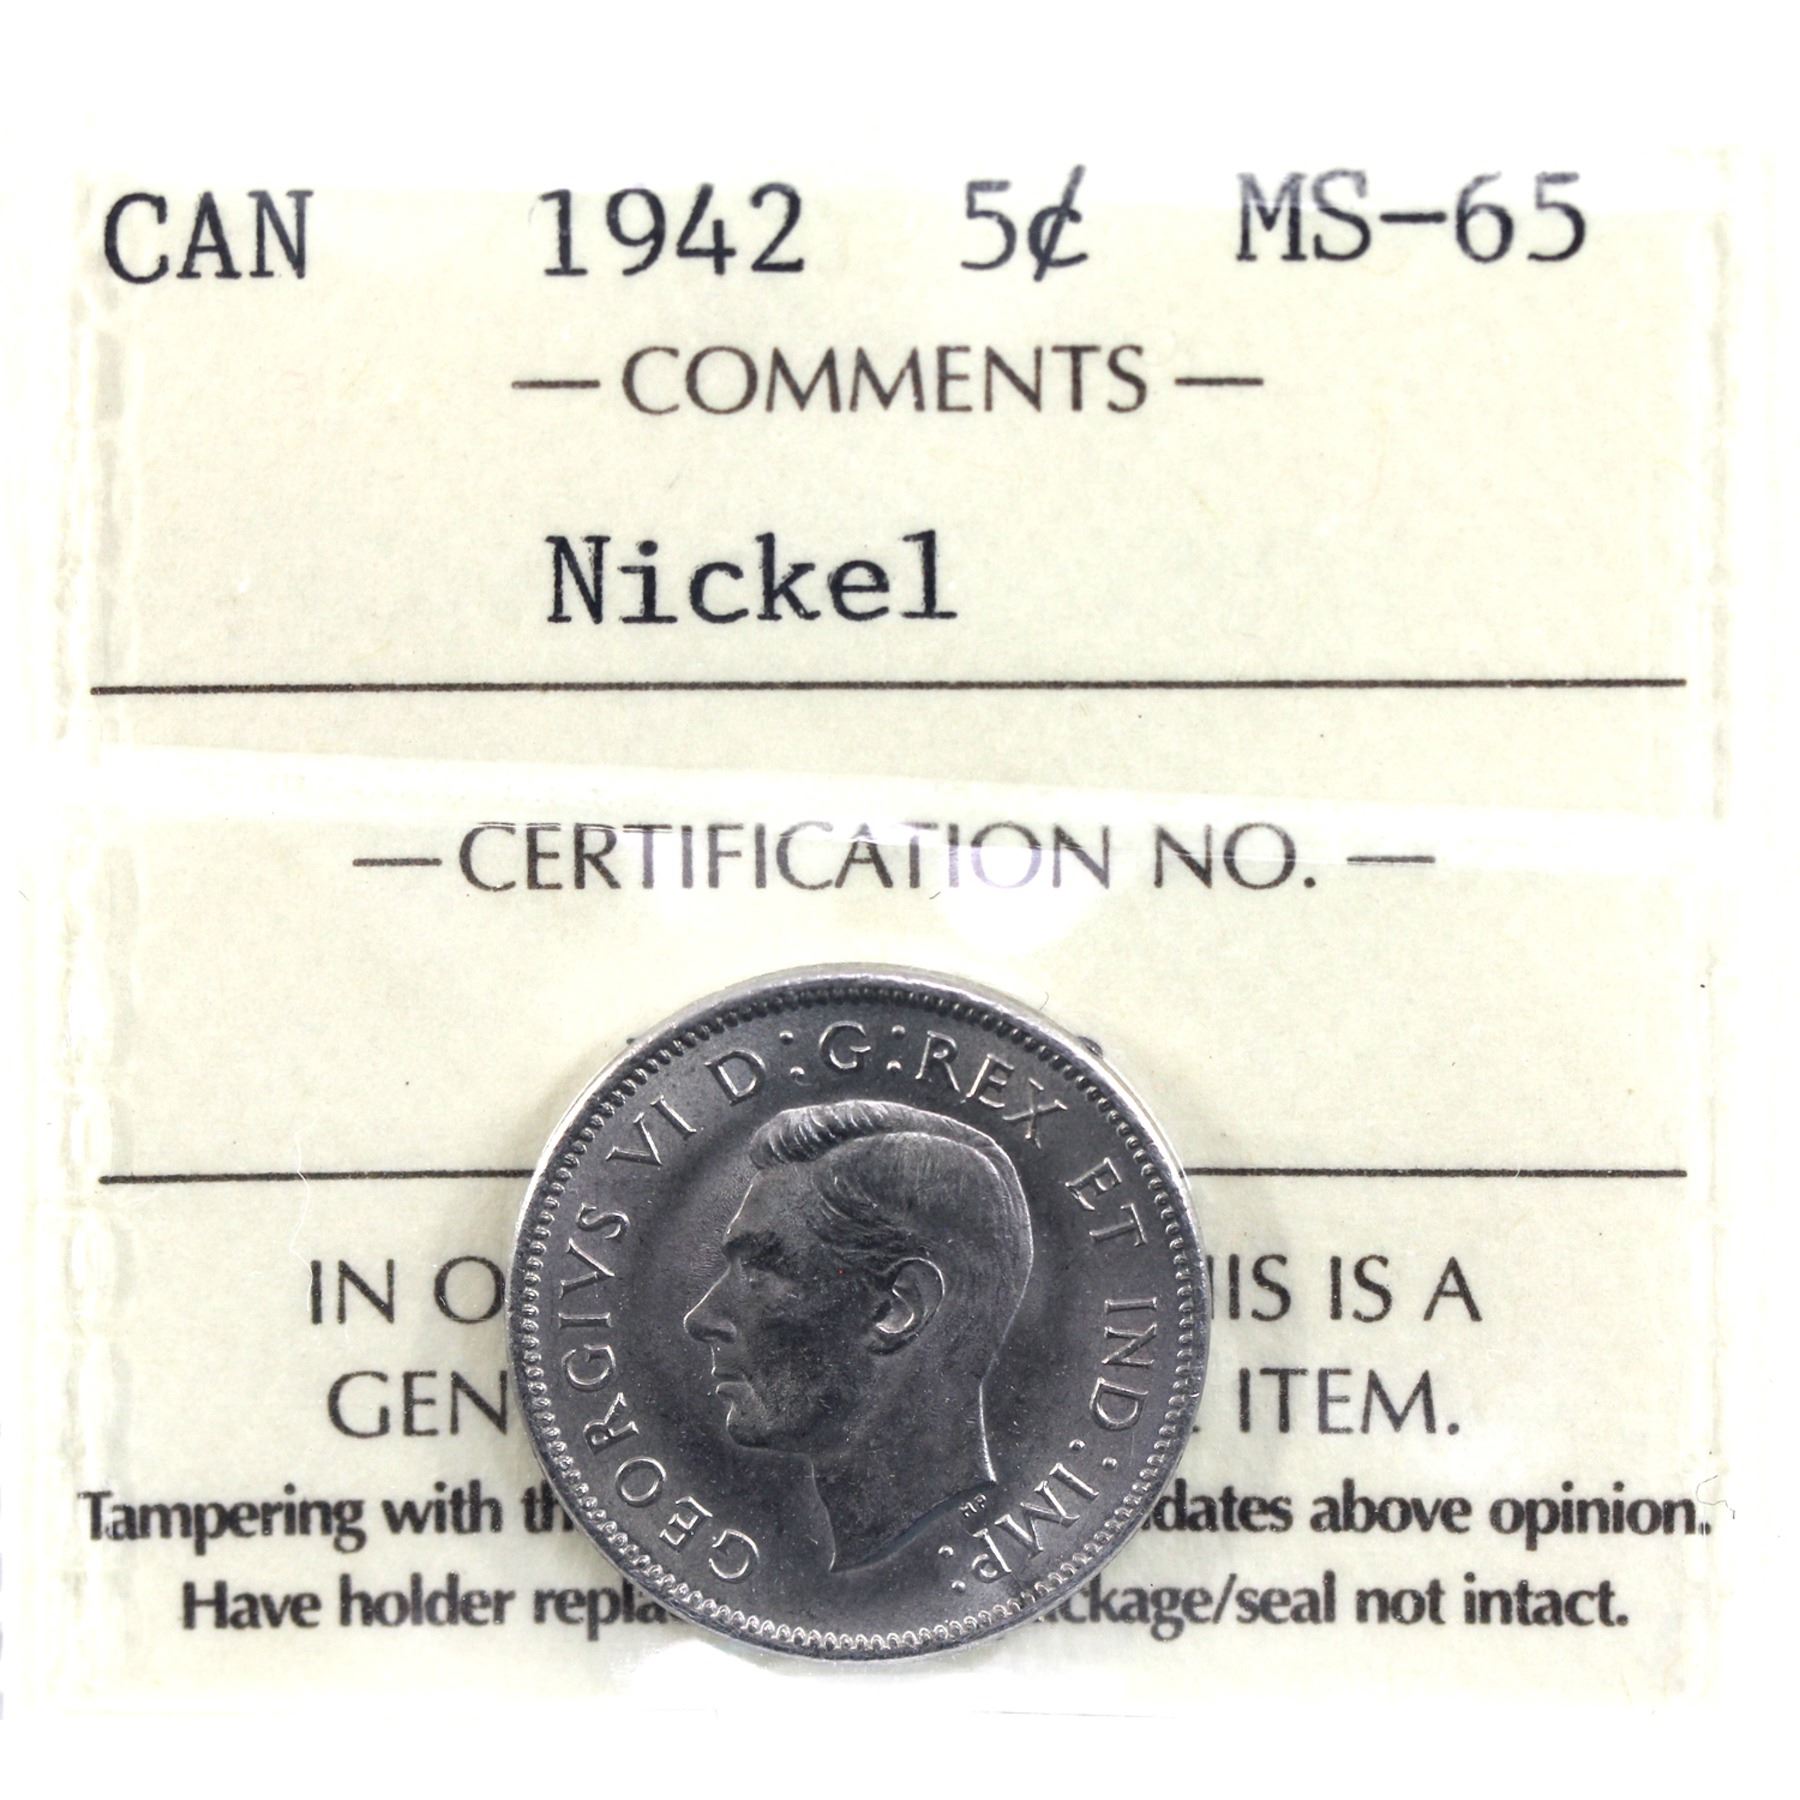 CAN 1942 5¢ MS-65
— COMMENTS —
Nickel
— CERTIFICATION NO. —
GEORGIVS VI D:G:REX ET IND:IMP:
HP
IN O IS IS A
GEN ITEM.
Tampering with th dates above opinion.
Have holder repla ckage/seal not intact.